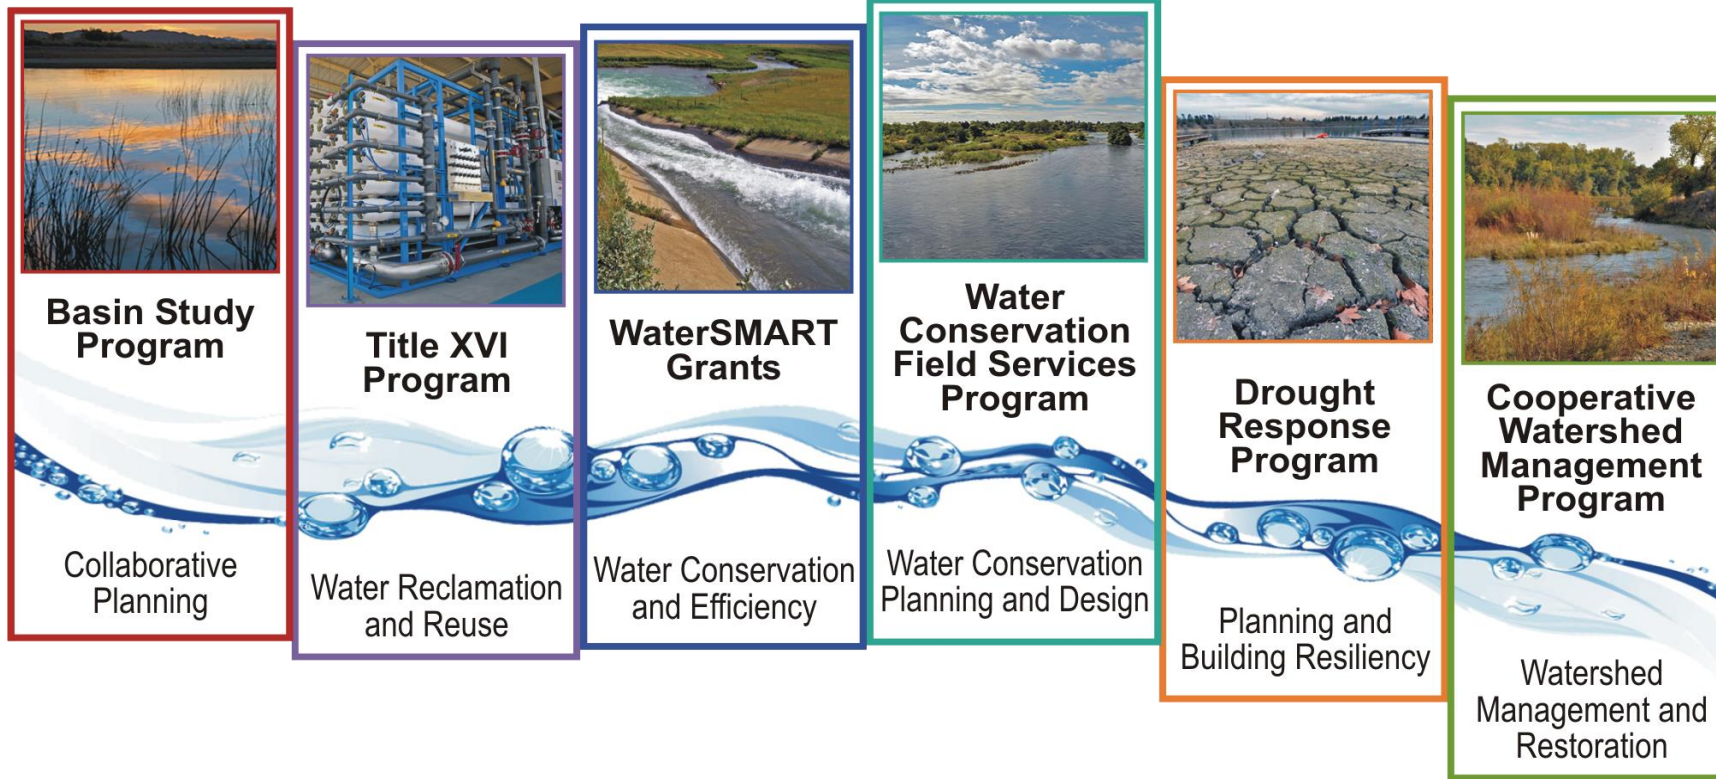 Basin Study
Program
Collaborative
Planning
Title XVI
Program
Water Reclamation
and Reuse
WaterSMART
Grants
Water Conservation
and Efficiency
Water
Conservation
Field Services
Program
Water Conservation
Planning and Design
Drought
Response
Program
Planning and
Building Resiliency
Cooperative
Watershed
Management
Program
Watershed
Management and
Restoration